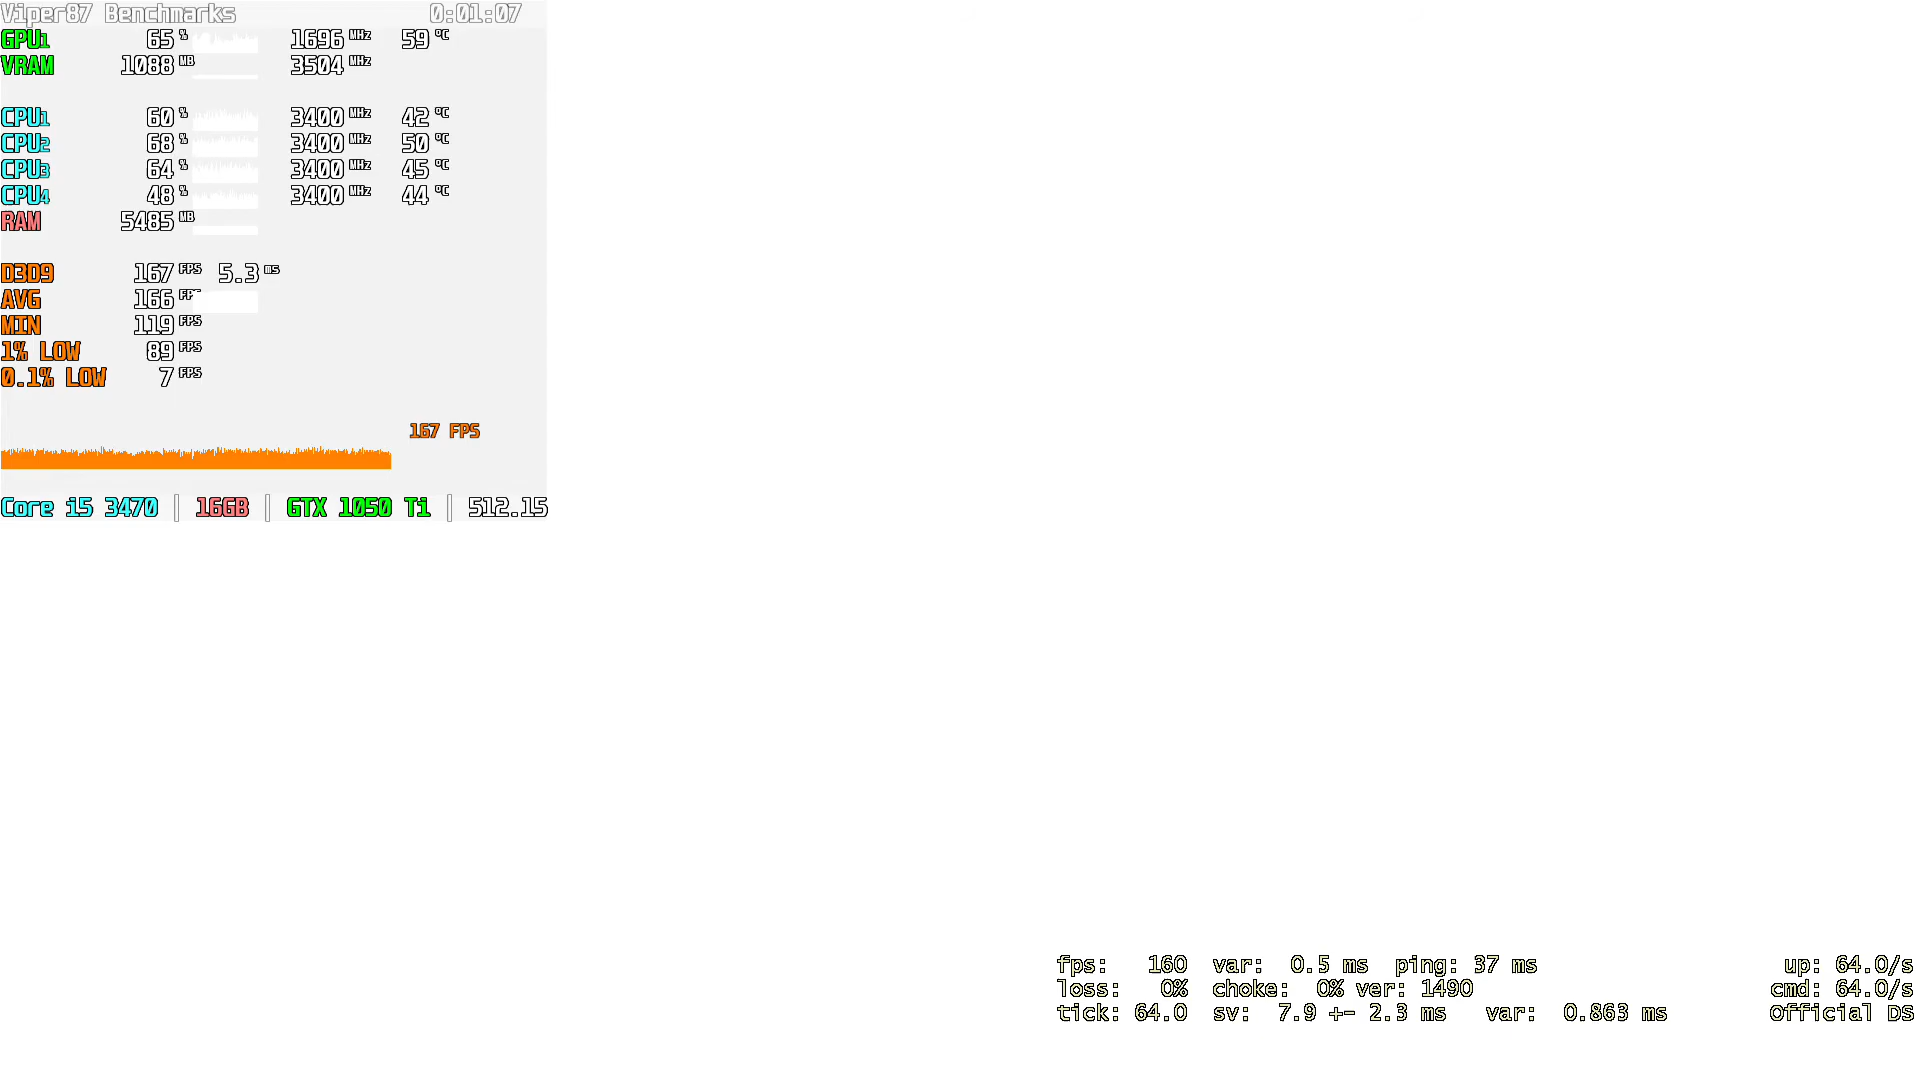 Viper87 Benchmarks 0:01:07
GPU1 65 % 1696 MHz 59 °C
VRAM 1088 MB 3504 MHz
CPU1 60 % 3400 MHz 42 °C
CPU2 68 % 3400 MHz 50 °C
CPU3 64 % 3400 MHz 45 °C
CPU4 48 % 3400 MHz 44 °C
RAM 5485 MB
D3D9 167 FPS 5.3 ms
AVG 166 FPS
MIN 119 FPS
1% LOW 89 FPS
0.1% LOW 7 FPS
167 FPS
Core i5 3470 | 16GB | GTX 1050 Ti | 512.15
fps: 160 var: 0.5 ms ping: 37 ms up: 64.0/s
loss: 0% choke: 0% ver: 1490 cmd: 64.0/s
tick: 64.0 sv: 7.9 +- 2.3 ms var: 0.863 ms Official DS